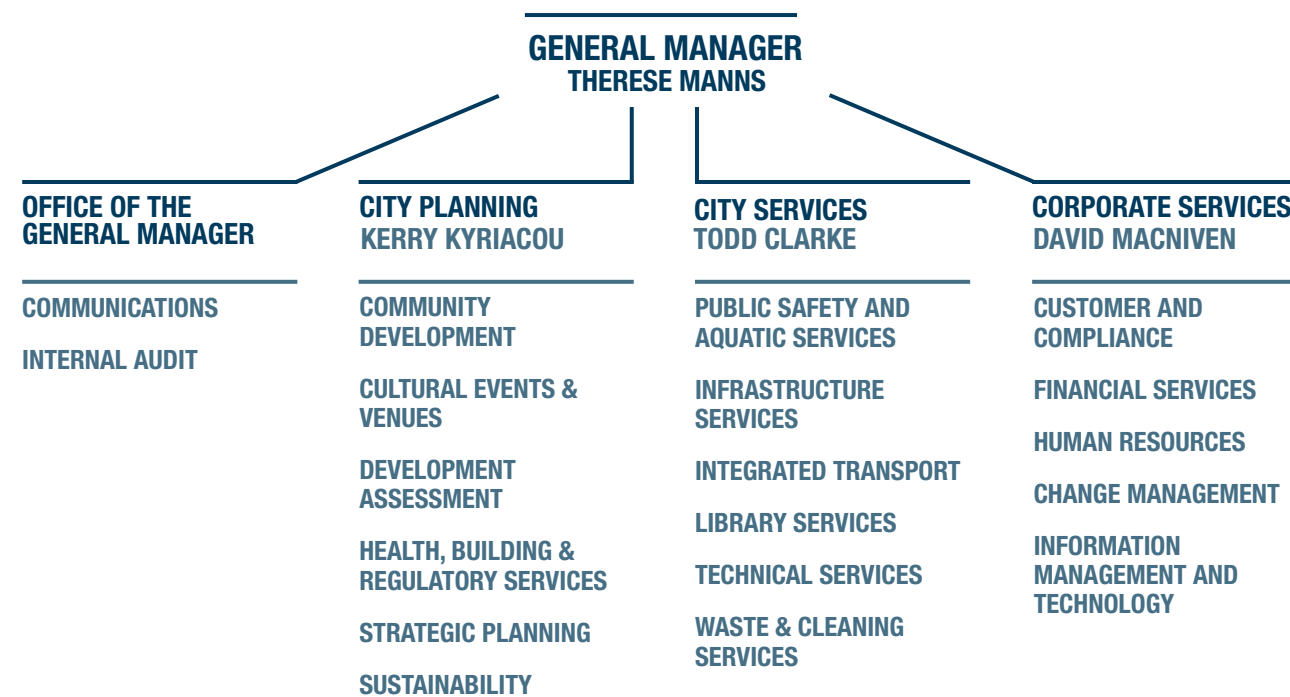 GENERAL MANAGER
THERESE MANNS
OFFICE OF THE
GENERAL MANAGER
COMMUNICATIONS
INTERNAL AUDIT
CITY PLANNING
KERRY KYRIACOU
COMMUNITY
DEVELOPMENT
CULTURAL EVENTS &
VENUES
DEVELOPMENT
ASSESSMENT
HEALTH, BUILDING &
REGULATORY SERVICES
STRATEGIC PLANNING
SUSTAINABILITY
CITY SERVICES
TODD CLARKE
PUBLIC SAFETY AND
AQUATIC SERVICES
INFRASTRUCTURE
SERVICES
INTEGRATED TRANSPORT
LIBRARY SERVICES
TECHNICAL SERVICES
WASTE & CLEANING
SERVICES
CORPORATE SERVICES
DAVID MACNIVEN
CUSTOMER AND
COMPLIANCE
FINANCIAL SERVICES
HUMAN RESOURCES
CHANGE MANAGEMENT
INFORMATION
MANAGEMENT AND
TECHNOLOGY